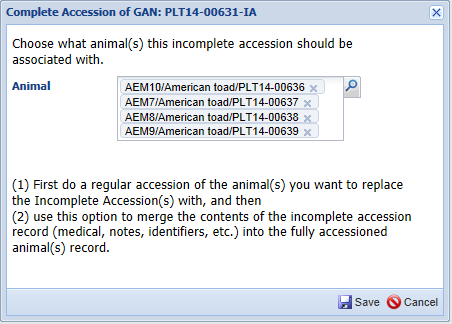 Complete Accession of GAN: PLT14-00631-IA
Choose what animal(s) this incomplete accession should be
associated with.
Animal
AEM10/American toad/PLT14-00636
AEM7/American toad/PLT14-00637
AEM8/American toad/PLT14-00638
AEM9/American toad/PLT14-00639
(1) First do a regular accession of the animal(s) you want to replace
the Incomplete Accession(s) with, and then
(2) use this option to merge the contents of the incomplete accession
record (medical, notes, identifiers, etc.) into the fully accessioned
animal(s) record.
Save Cancel